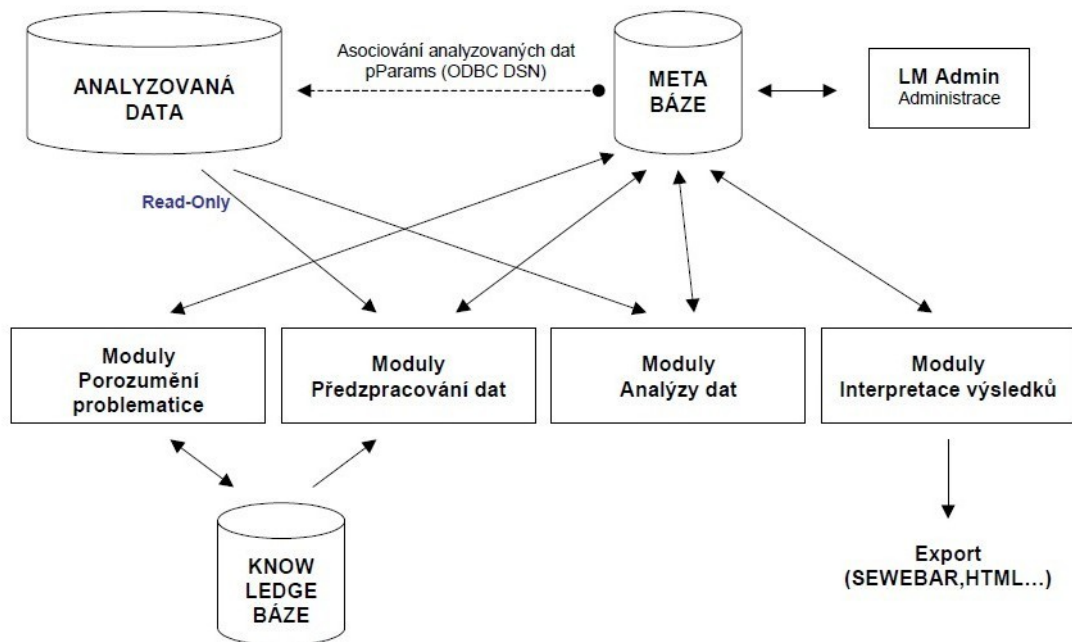 Asociování analyzovaných dat
pParams (ODBC DSN)
ANALYZOVANÁ
DATA
META
BÁZE
LM Admin
Administrace
Read-Only
Moduly
Porozumění
problematice
Moduly
Předzpracování dat
Moduly
Analýzy dat
Moduly
Interpretace výsledků
KNOW
LEDGE
BÁZE
Export
(SEWEBAR,HTML...)